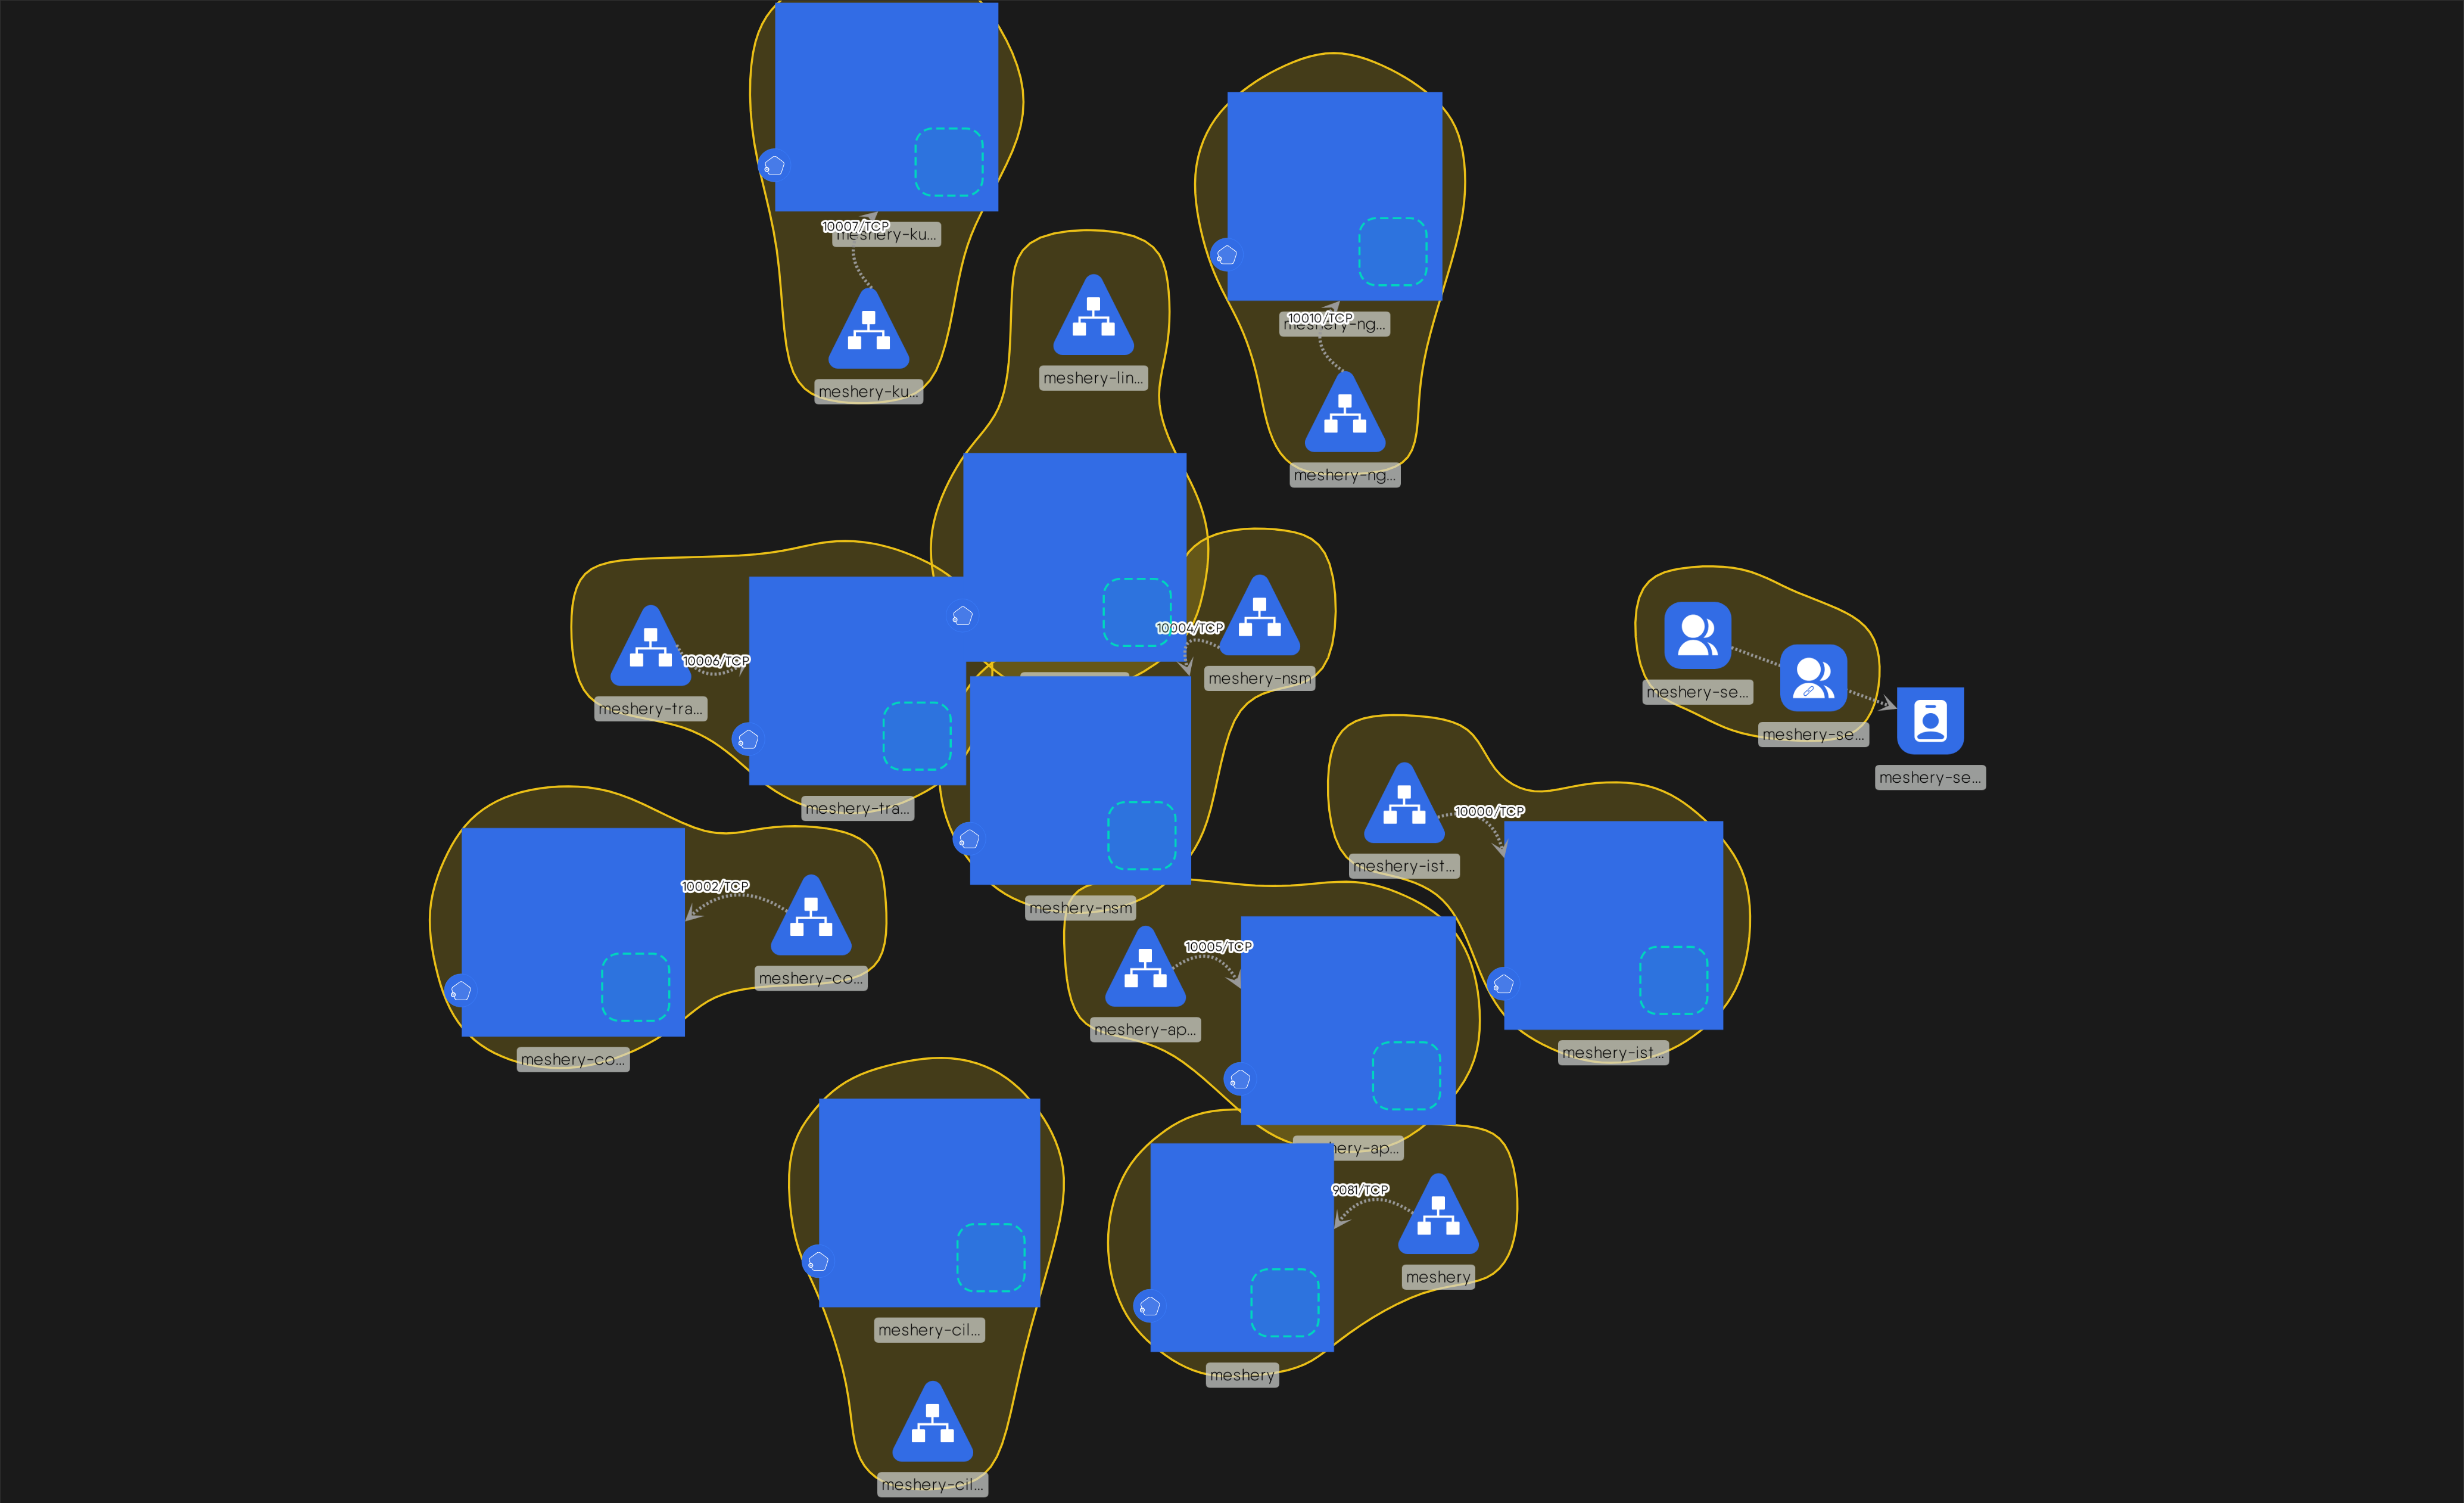 10007/TCP
meshery-ku...
meshery-ku...
10010/TCP
meshery-ng...
meshery-ng...
meshery-lin...
10004/TCP
meshery-nsm
meshery-nsm
10006/TCP
meshery-tra...
meshery-tra...
meshery-se...
meshery-se...
meshery-se...
10000/TCP
meshery-ist...
meshery-ist...
10002/TCP
meshery-co...
meshery-co...
10005/TCP
meshery-ap...
hery-ap...
9081/TCP
meshery
meshery
meshery-cil...
meshery-cil...